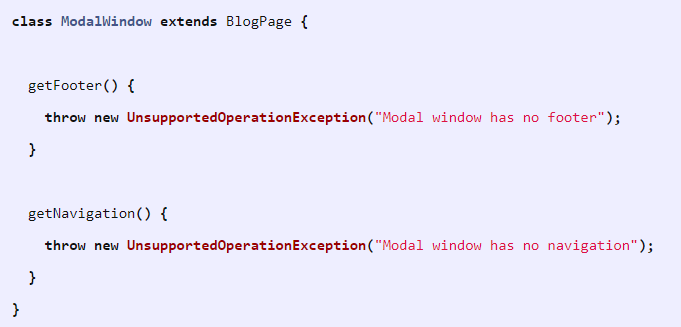 class ModalWindow extends BlogPage {
getFooter() {
throw new UnsupportedOperationException("Modal window has no footer");
}
getNavigation() {
throw new UnsupportedOperationException("Modal window has no navigation");
}
}